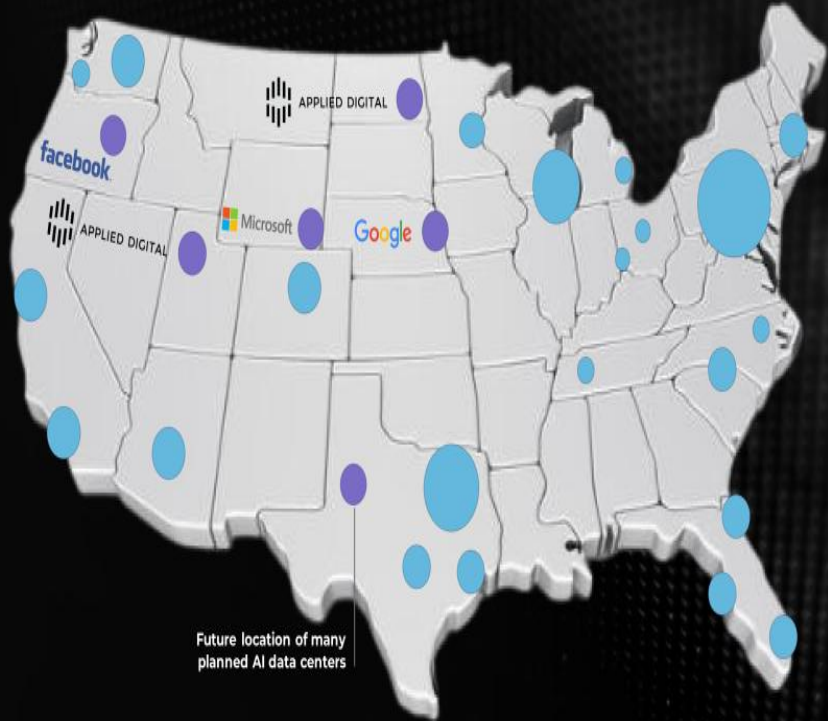 APPLIED DIGITAL
facebook
Microsoft
Google
APPLIED DIGITAL
Future location of many
planned AI data centers